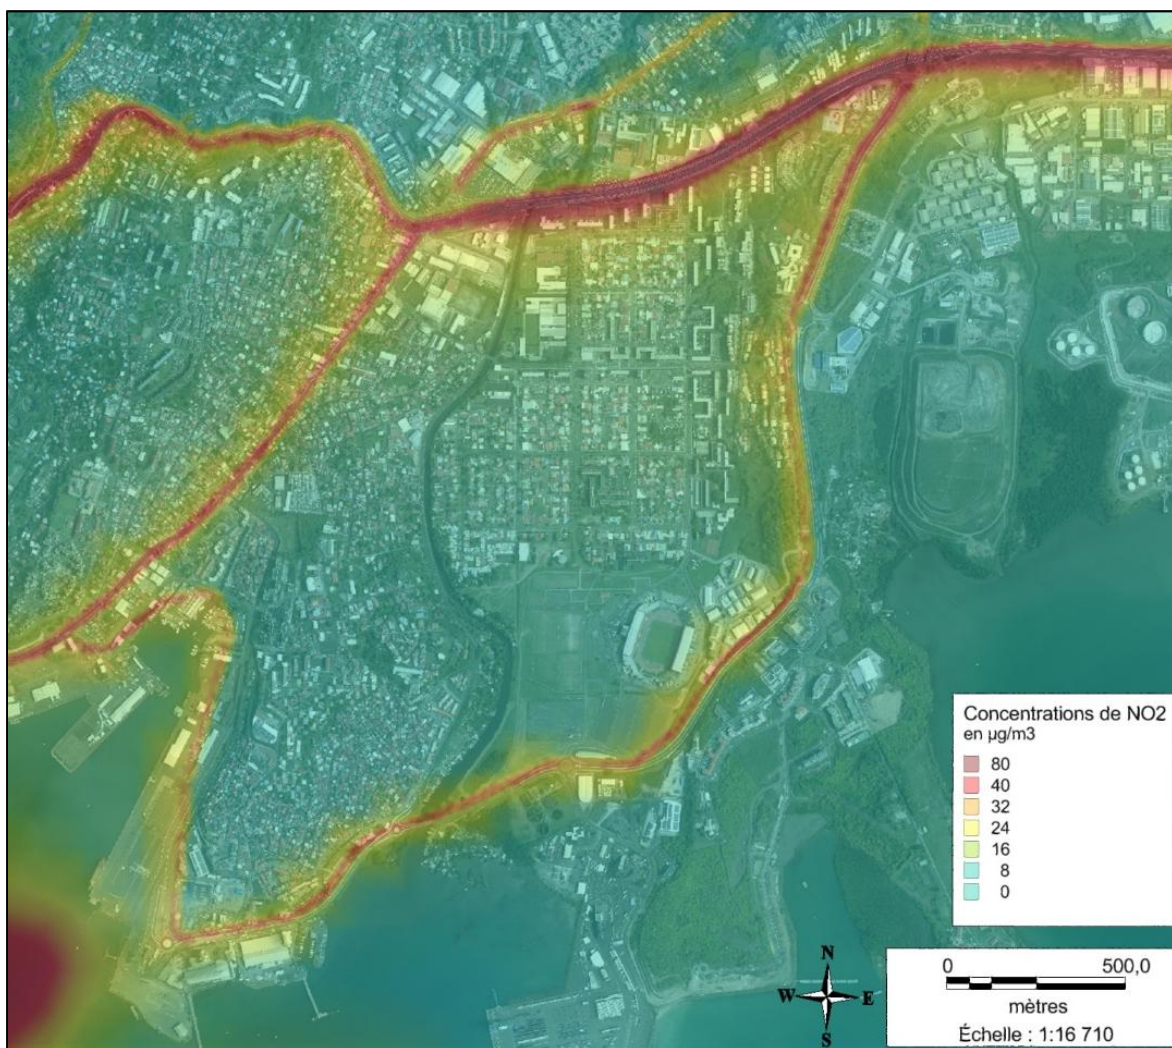 Concentrations de NO2
en µg/m3
80
40
32
24
16
8
0
N
W E
S
0 500,0
mètres
Échelle : 1:16 710